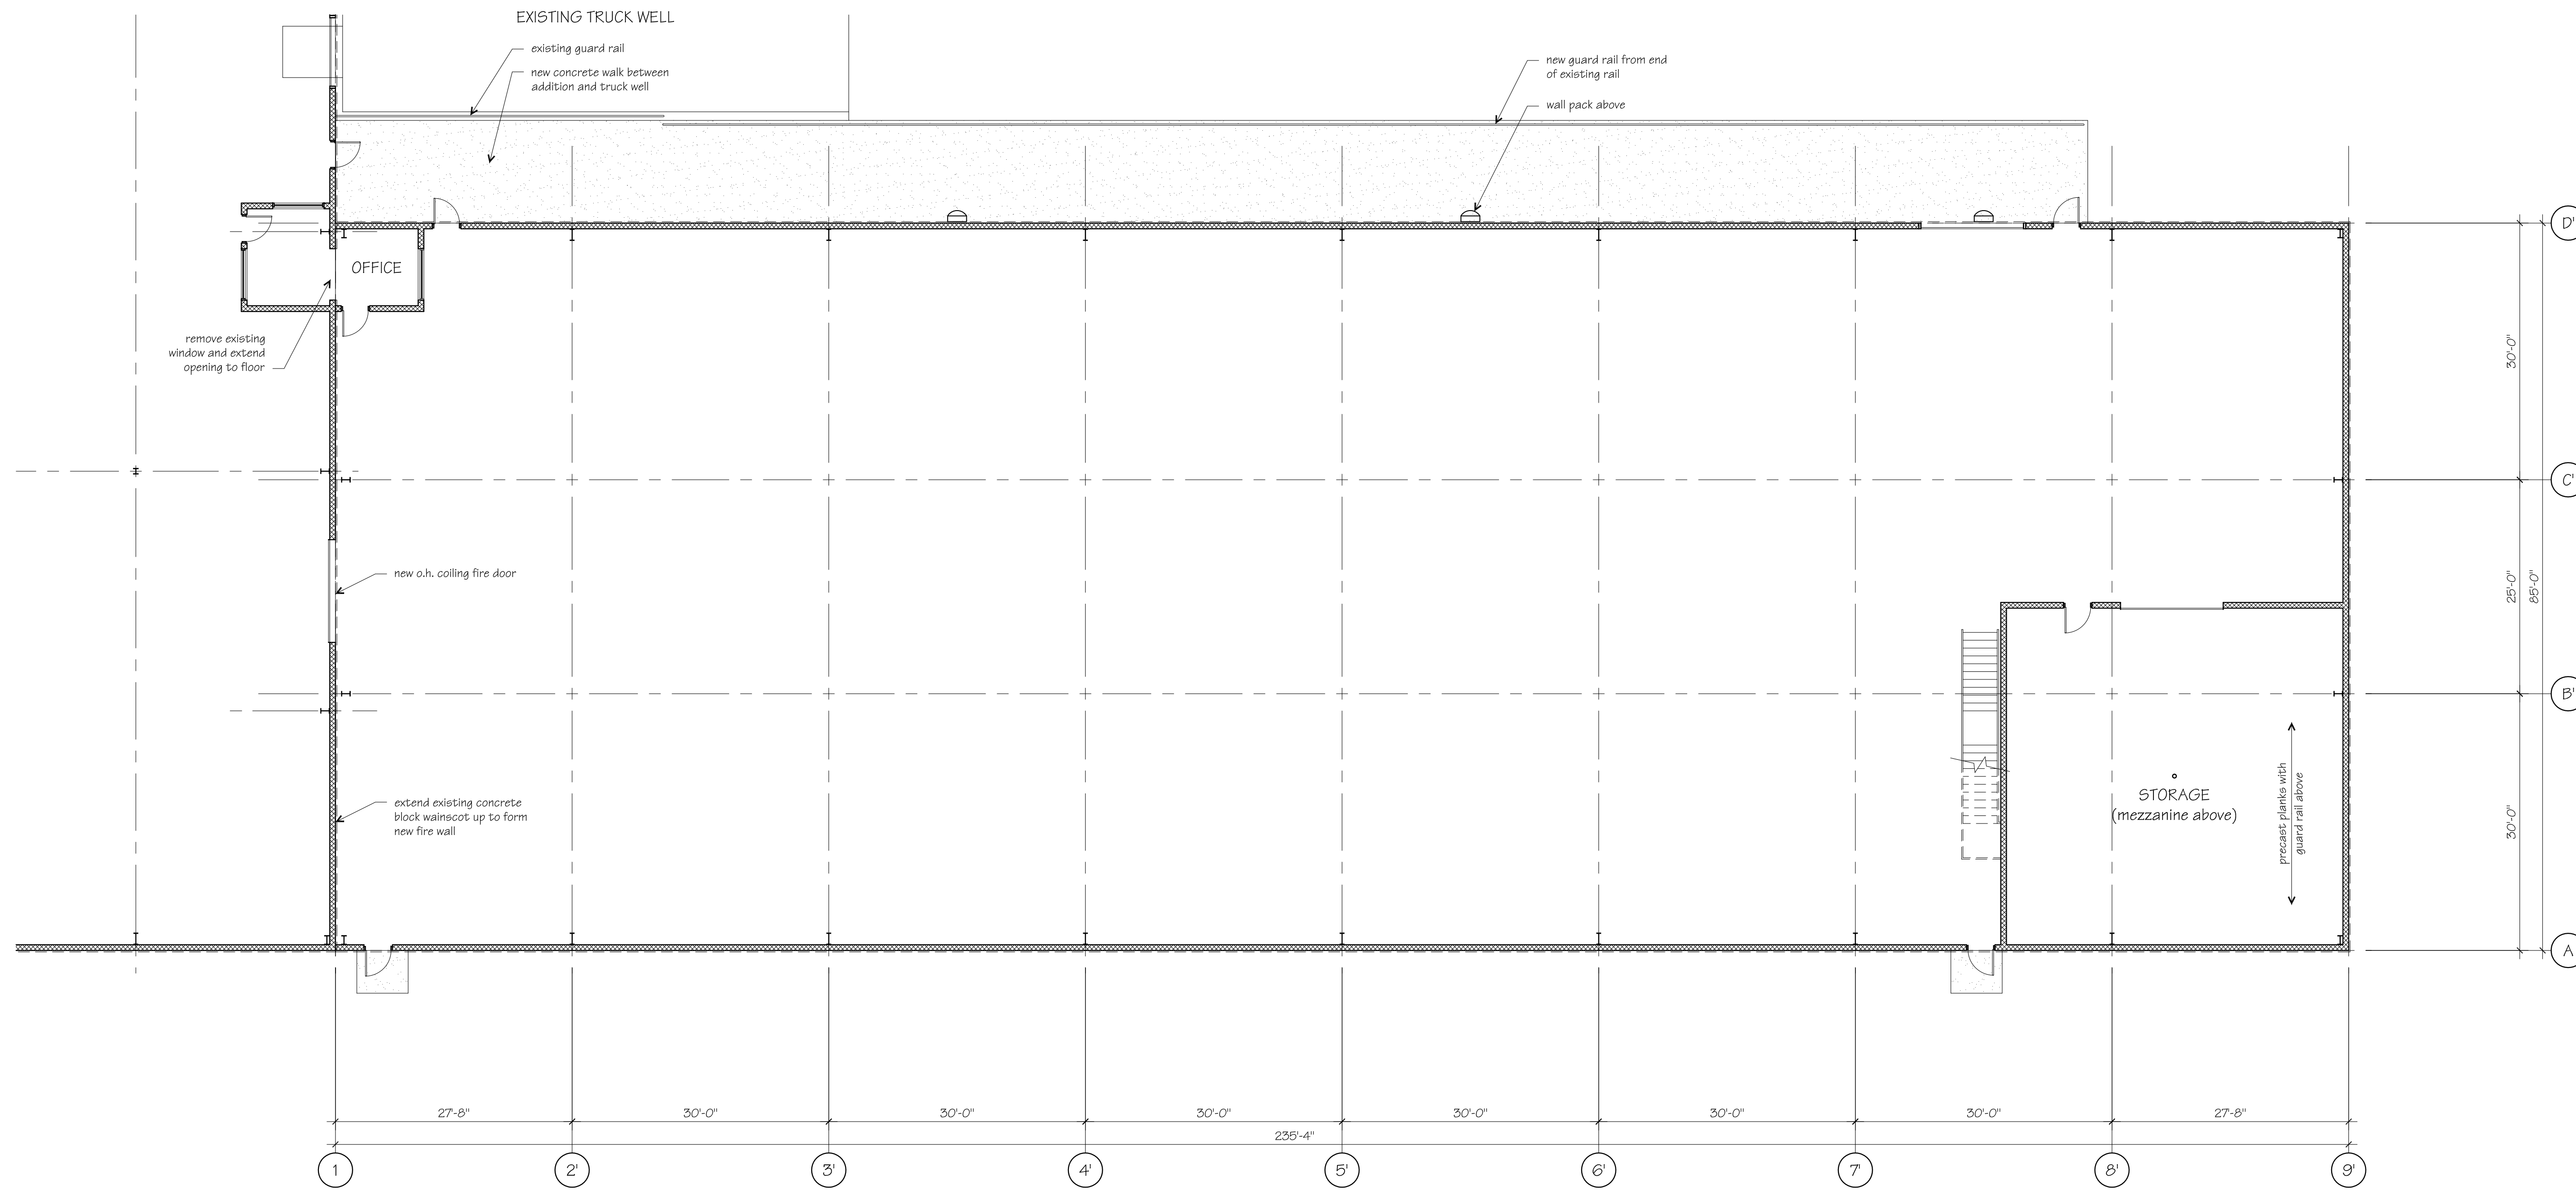 EXISTING TRUCK WELL
existing guard rail
new concrete walk between
addition and truck well
new guard rail from end
of existing rail
wall pack above
D'
OFFICE
remove existing
window and extend
opening to floor
30'-0"
C'
new o.h. coiling fire door
25'-0"
85'-0"
B'
extend existing concrete
block wainscot up to form
new fire wall
STORAGE
(mezzanine above)
precast planks with
guard rail above
30'-0"
A
27'-8"
30'-0"
30'-0"
30'-0"
30'-0"
30'-0"
30'-0"
27'-8"
235'-4"
1
2'
3'
4'
5'
6'
7'
8'
9'